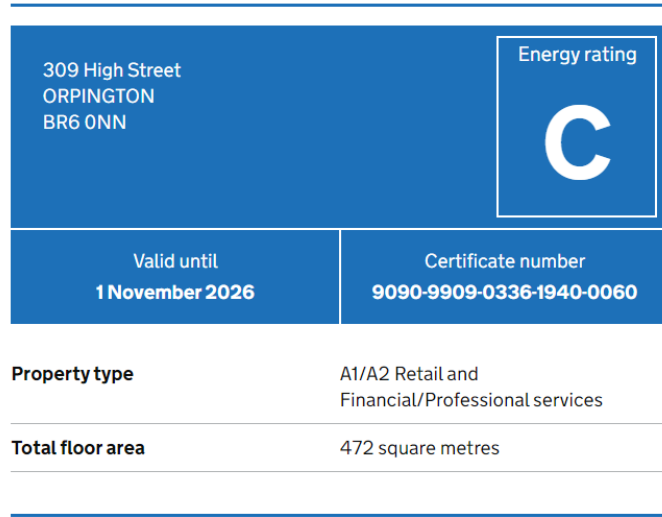 309 High Street
ORPINGTON
BR6 0NN
Energy rating
C
Valid until
1 November 2026
Certificate number
9090-9909-0336-1940-0060
Property type
A1/A2 Retail and
Financial/Professional services
Total floor area
472 square metres